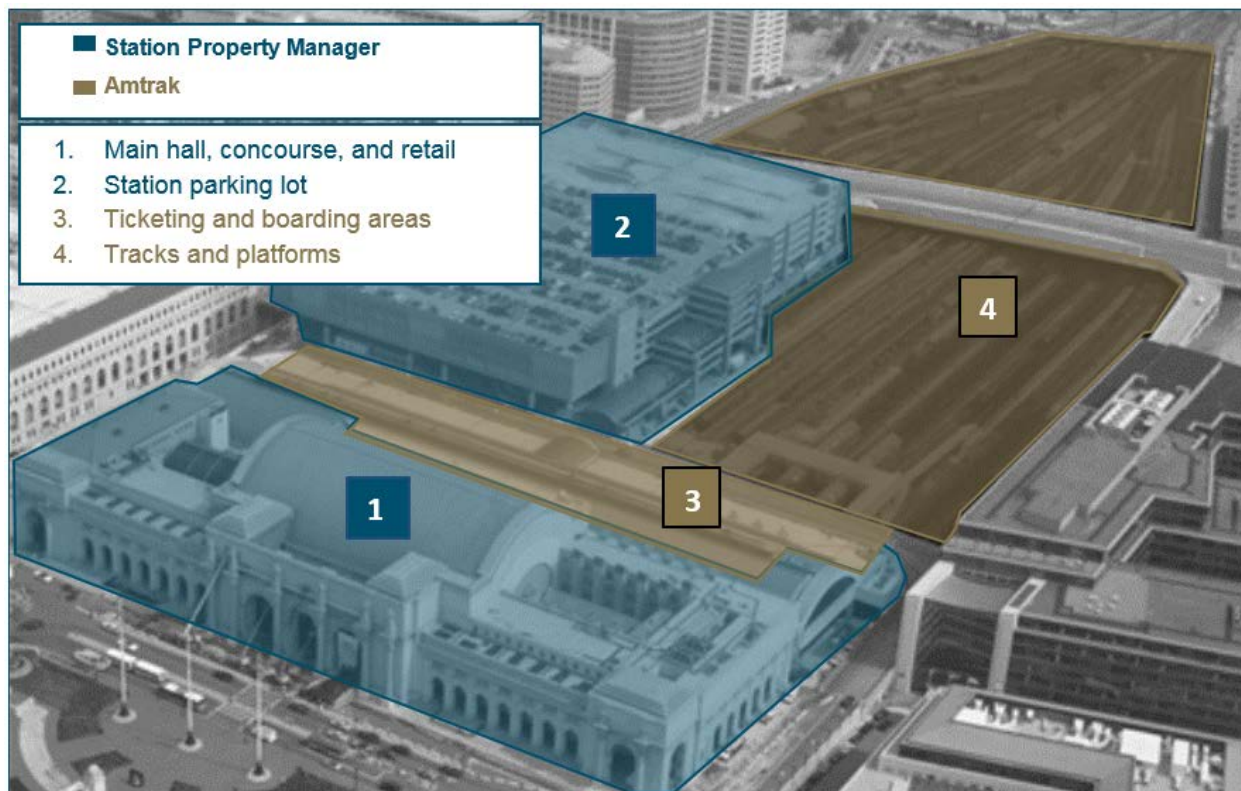 Station Property Manager
Amtrak
1. Main hall, concourse, and retail
2. Station parking lot
3. Ticketing and boarding areas
4. Tracks and platforms
2
4
3
1